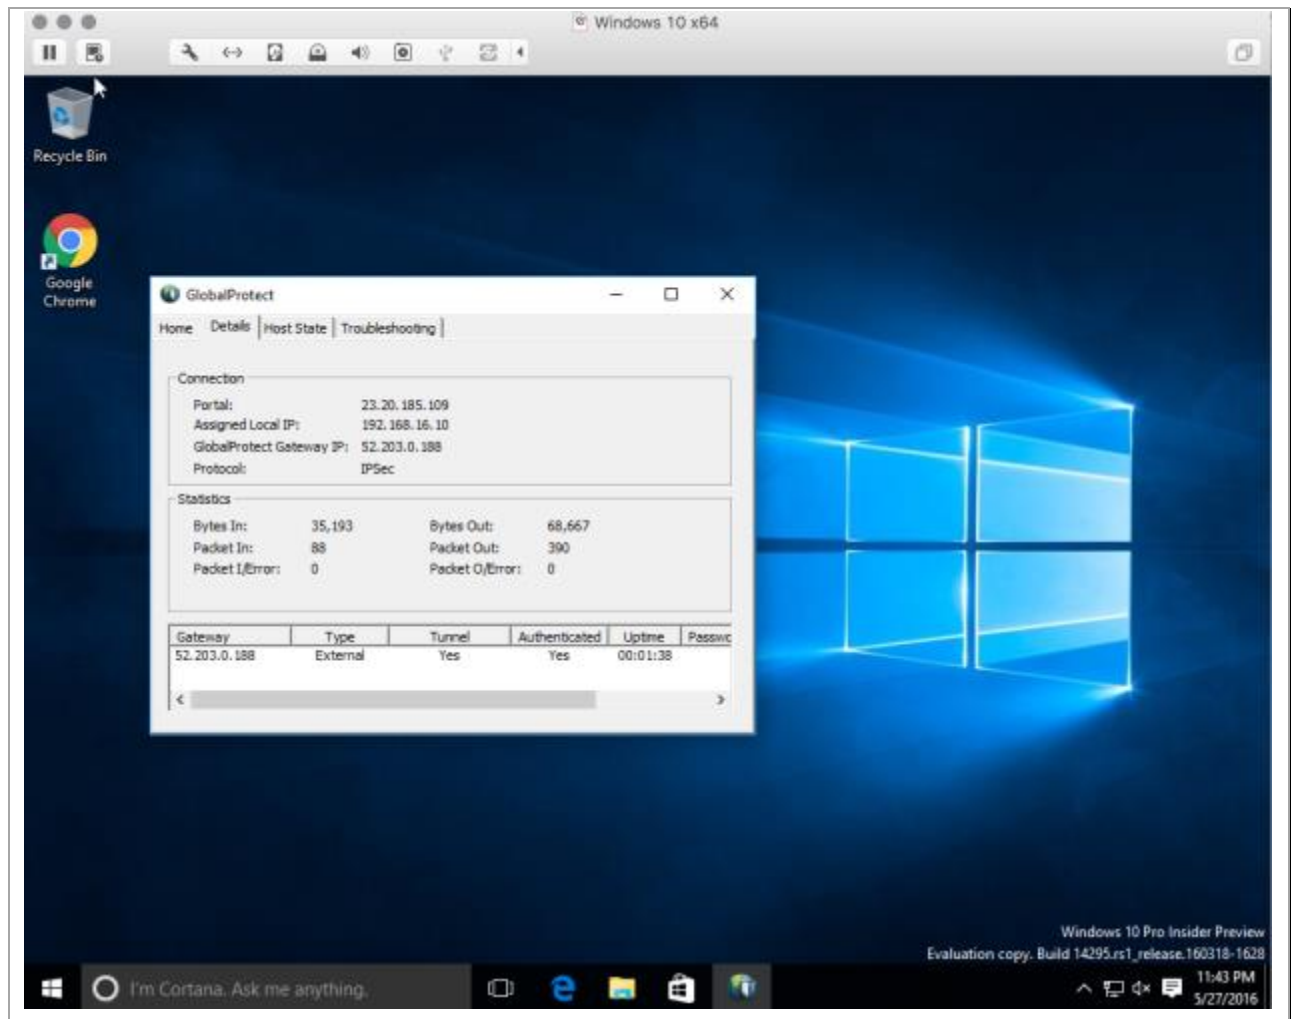 Windows 10 x64
Recycle Bin
Google
Chrome
GlobalProtect
Home Details Host State Troubleshooting
Connection
Portal: 23.20.185.109
Assigned Local IP: 192.168.16.10
GlobalProtect Gateway IP: 52.203.0.188
Protocol: IPSec
Statistics
Bytes In: 35,193 Bytes Out: 68,667
Packet In: 88 Packet Out: 390
Packet I/Error: 0 Packet O/Error: 0
Gateway Type Tunnel Authenticated Uptime Passwc
52.203.0.188 External Yes Yes 00:01:38
Windows 10 Pro Insider Preview
Evaluation copy. Build 14295.rs1_release.160318-1628
I'm Cortana. Ask me anything.
11:43 PM
5/27/2016